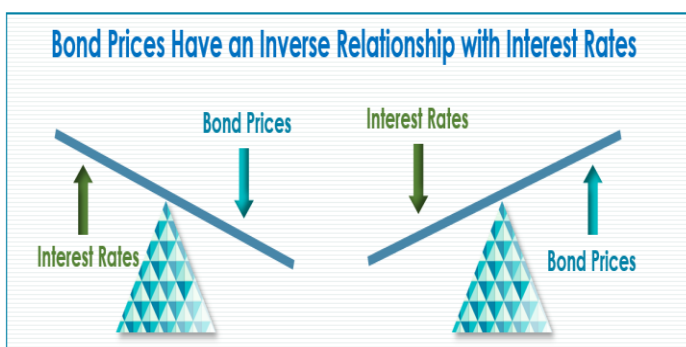 Bond Prices Have an Inverse Relationship with Interest Rates
Bond Prices
Interest Rates
Interest Rates
Bond Prices